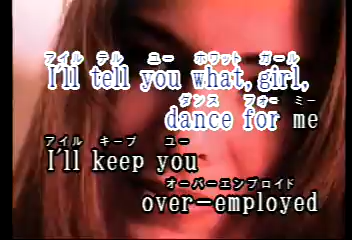 アイル テル ユー ホワット ガール
I'll tell you what, girl,
ダンス フォー ミー
dance for me
アイル キープ ユー
I'll keep you
オーバーエンプロイド
over-employed